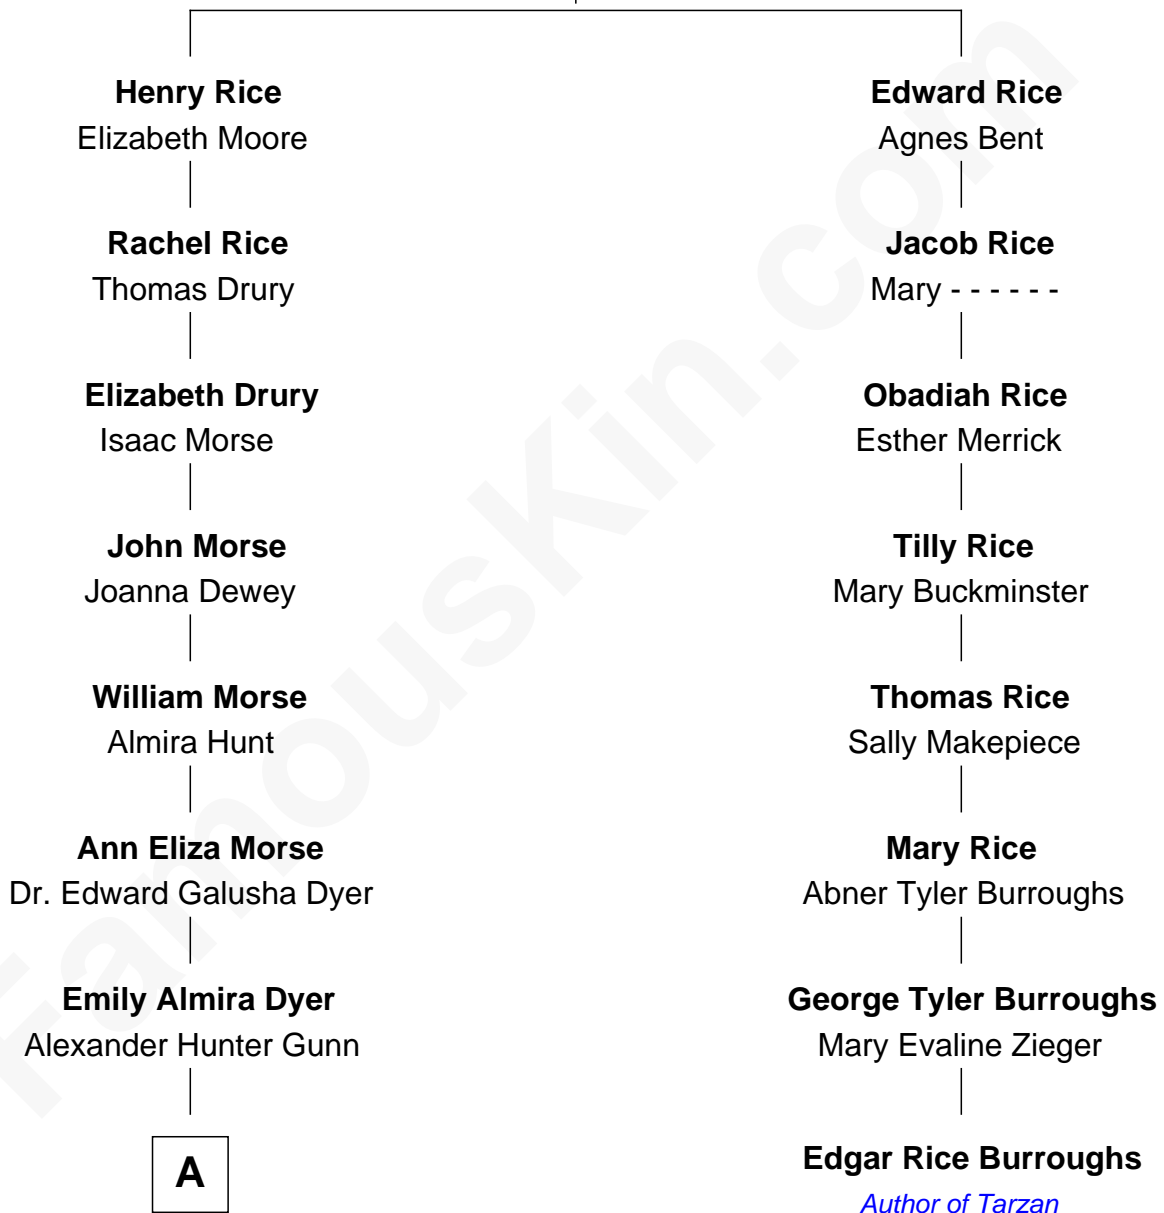 Henry Rice
Elizabeth Moore
Rachel Rice
Thomas Drury
Elizabeth Drury
Isaac Morse
John Morse
Joanna Dewey
William Morse
Almira Hunt
Ann Eliza Morse
Dr. Edward Galusha Dyer
Emily Almira Dyer
Alexander Hunter Gunn
A
Edward Rice
Agnes Bent
Jacob Rice
Mary - - - - - -
Obadiah Rice
Esther Merrick
Tilly Rice
Mary Buckminster
Thomas Rice
Sally Makepiece
Mary Rice
Abner Tyler Burroughs
George Tyler Burroughs
Mary Evaline Zieger
Edgar Rice Burroughs
Author of Tarzan
FamousKin.com